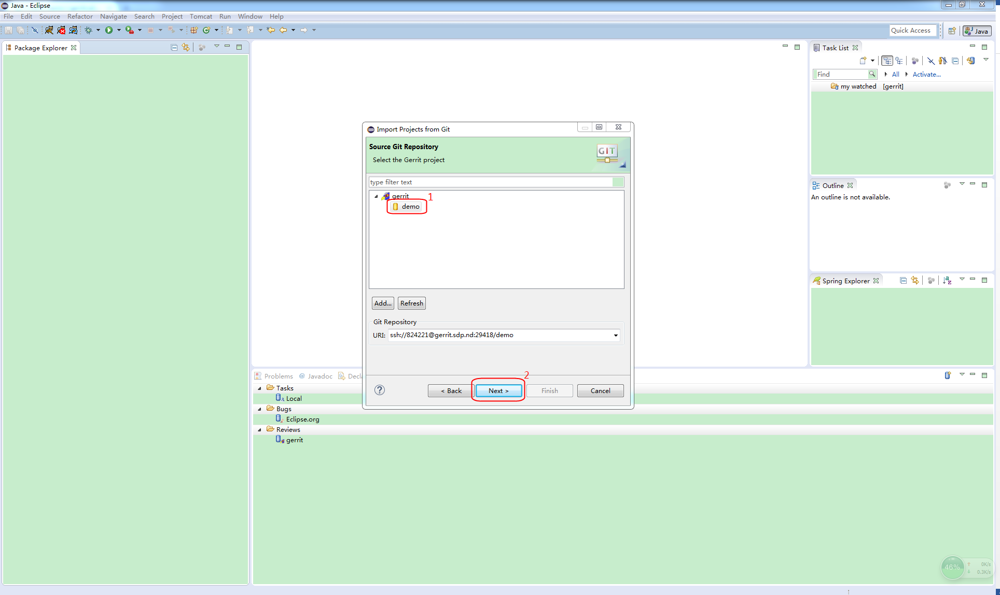 Java - Eclipse
File Edit Source Refactor Navigate Search Project Tomcat Run Window Help
Quick Access
Java
Package Explorer
Task List
Find
All
Activate...
my watched [gerrit]
Import Projects from Git
Source Git Repository
Select the Gerrit project
GIT
type filter text
gerrit
1
demo
Add...
Refresh
Git Repository
URI: ssh://824221@gerrit.sdp.nd:29418/demo
2
< Back
Next >
Finish
Cancel
Outline
An outline is not available.
Spring Explorer
Problems @ Javadoc Decla
Tasks
Local
Bugs
Eclipse.org
Reviews
gerrit
46%
0K/s
0.3K/s